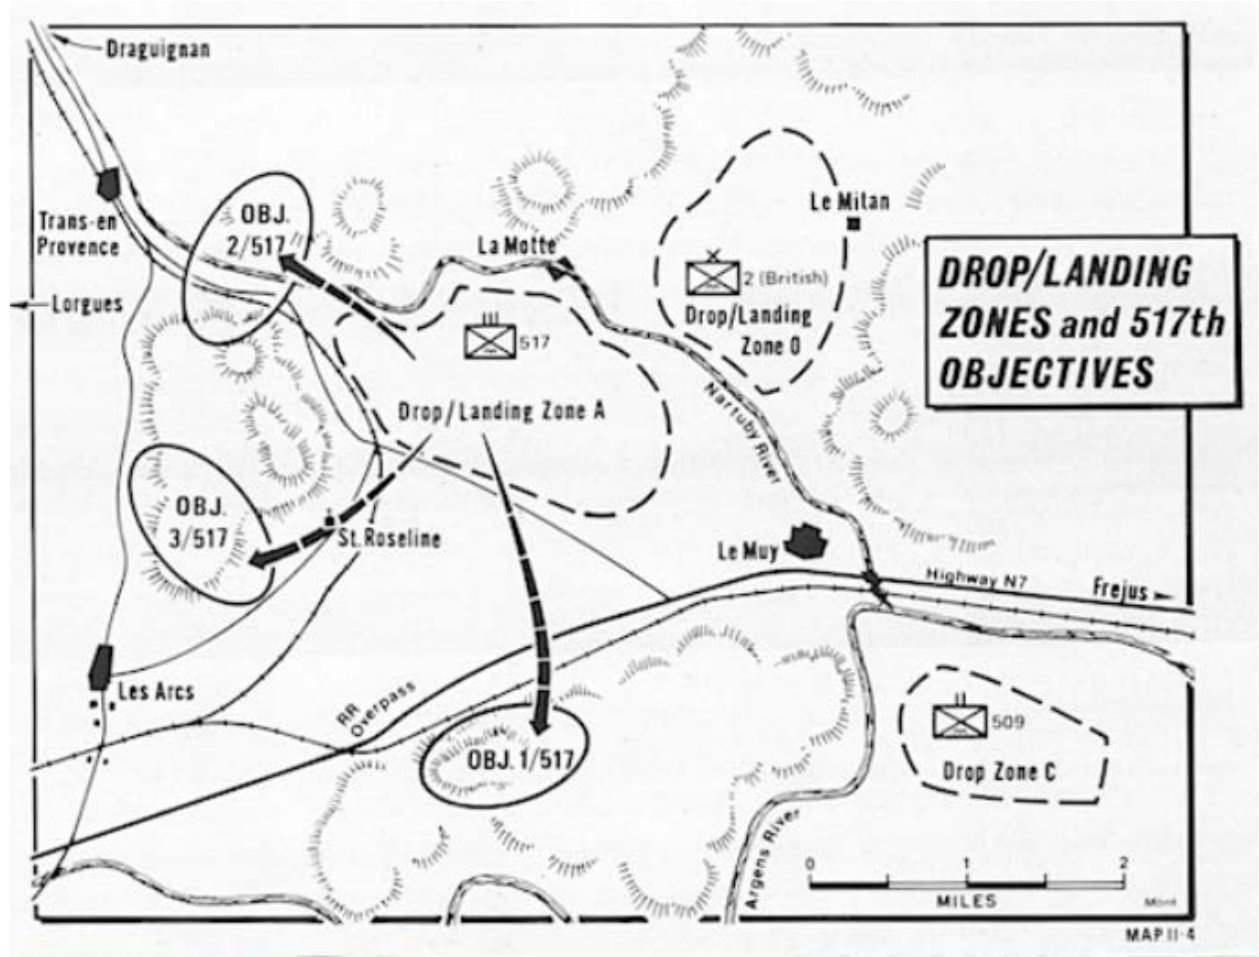 Draguignan
Trans-en
Provence
Lorgues
OBJ.
2/517
La Motte
Le Mitan
2 (British)
Drop/Landing
Zone O
DROP/LANDING
ZONES and 517th
OBJECTIVES
517
Drop/Landing Zone A
Nartuby River
OBJ.
3/517
St. Roseline
Le Muy
Highway N7
Frejus
Les Arcs
RR
Overpass
OBJ. 1/517
509
Drop Zone C
Argens River
0 1 2
MILES
MAP II-4